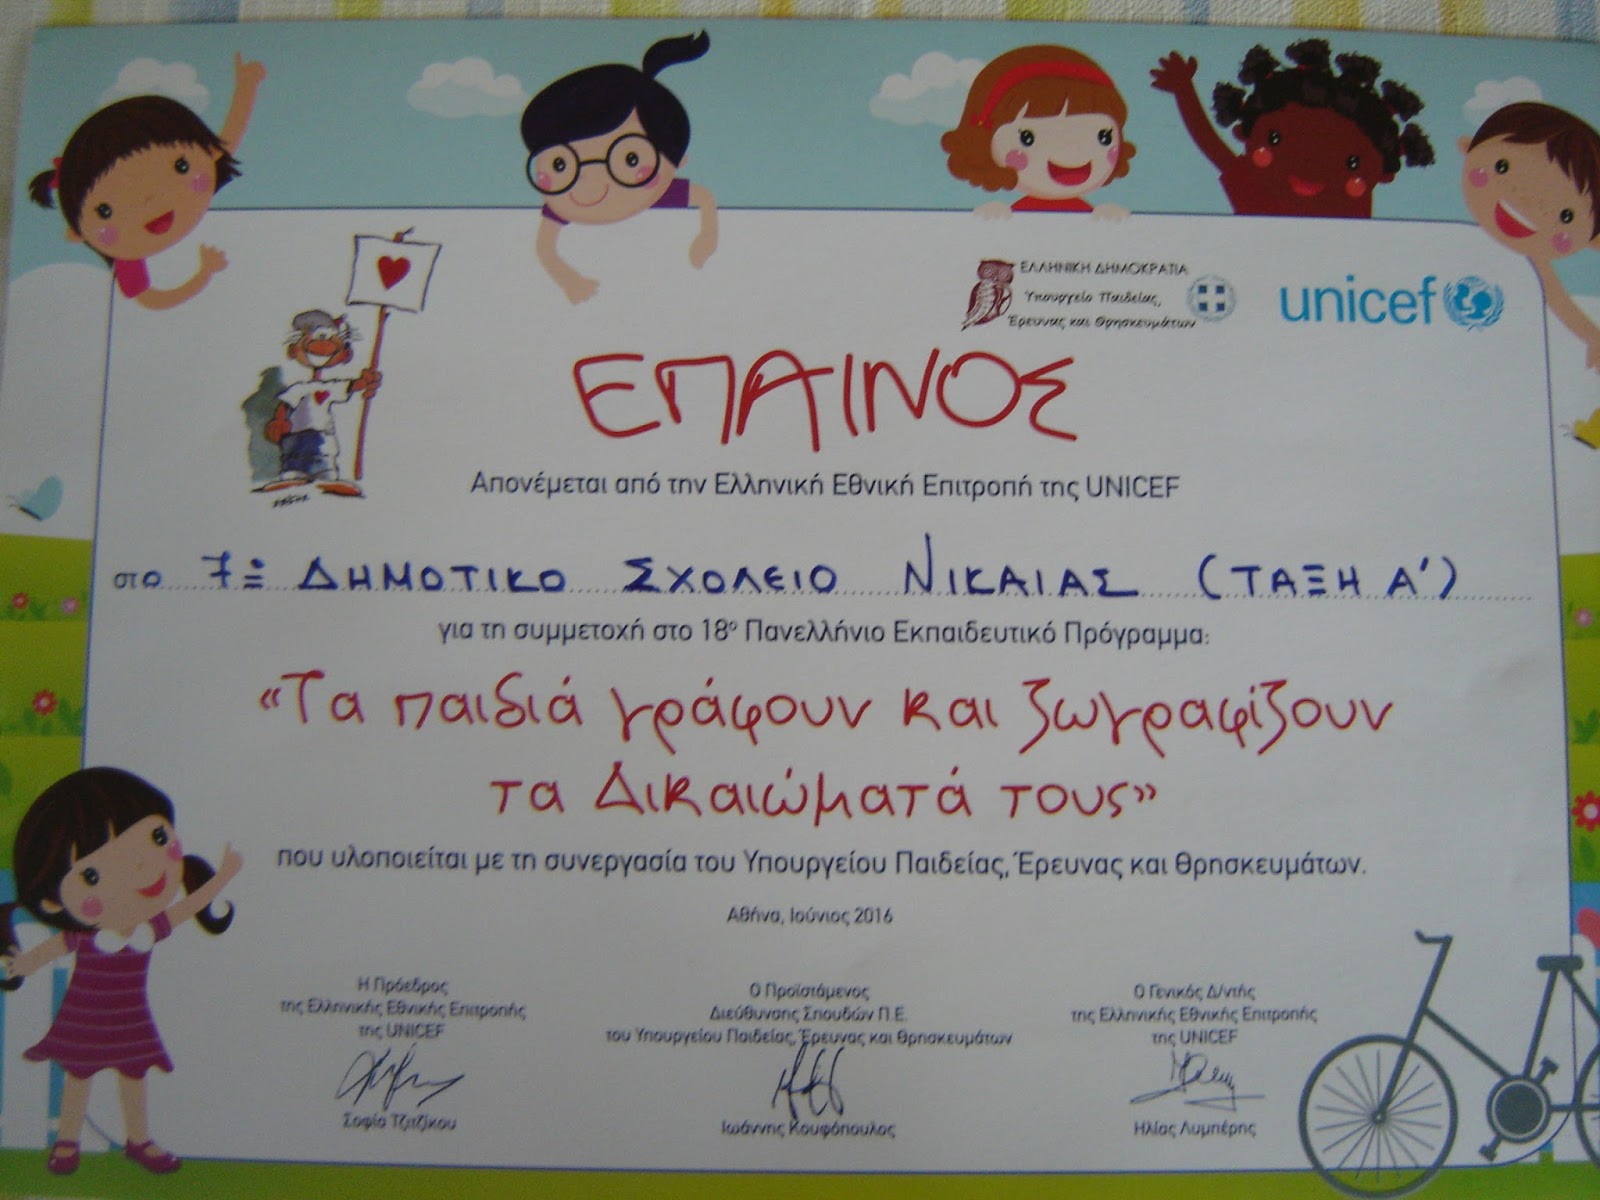 ΕΛΛΗΝΙΚΗ ΔΗΜΟΚΡΑΤΙΑ
Υπουργείο Παιδείας,
Έρευνας και Θρησκευμάτων
unicef
ΕΠΑΙΝΟΣ
Απονέμεται από την Ελληνική Εθνική Επιτροπή της UNICEF
στο 7ο ΔΗΜΟΤΙΚΟ ΣΧΟΛΕΙΟ ΝΙΚΑΙΑΣ (ΤΑΞΗ Α')
για τη συμμετοχή στο 18ο Πανελλήνιο Εκπαιδευτικό Πρόγραμμα:
«Τα παιδιά γράφουν και ζωγραφίζουν
τα Δικαιώματά τους»
που υλοποιείται με τη συνεργασία του Υπουργείου Παιδείας, Έρευνας και Θρησκευμάτων.
Αθήνα, Ιούνιος 2016
Η Πρόεδρος
της Ελληνικής Εθνικής Επιτροπής
της UNICEF
Σοφία Τζιτζίκου
Ο Προϊστάμενος
Διεύθυνσης Σπουδών Π.Ε.
του Υπουργείου Παιδείας, Έρευνας και Θρησκευμάτων
Ιωάννης Κουφόπουλος
Ο Γενικός Δ/ντής
της Ελληνικής Εθνικής Επιτροπής
της UNICEF
Ηλίας Λυμπέρης